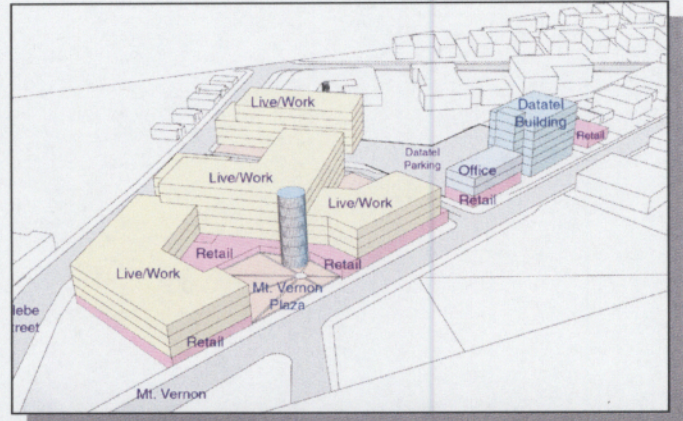 Live/Work
Datatel
Building
Retail
Datatel
Parking
Live/Work
Office
Retail
Live/Work
Retail
Retail
Live/Work
Mt. Vernon
Plaza
lebe
reet
Retail
Mt. Vernon